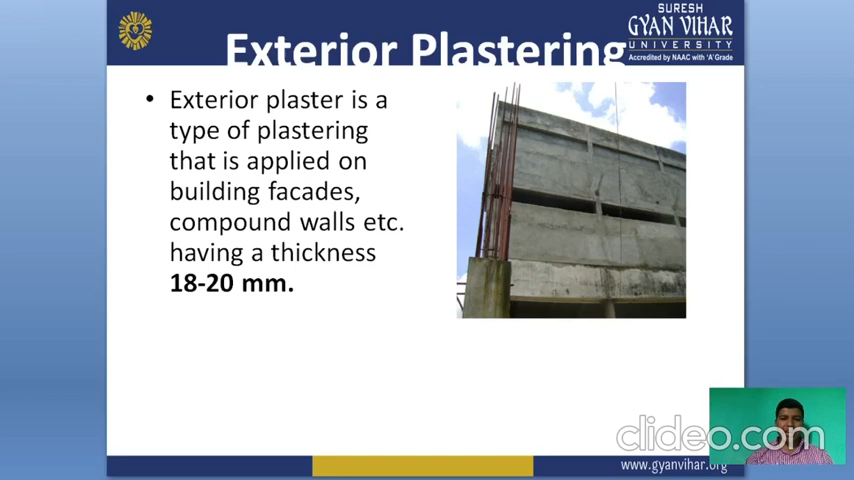 SURESH
GYAN VIHAR
UNIVERSITY
Accredited by NAAC with 'A' Grade
Exterior Plastering
• Exterior plaster is a
type of plastering
that is applied on
building facades,
compound walls etc.
having a thickness
18-20 mm.
clideo.com
www.gyanvihar.org